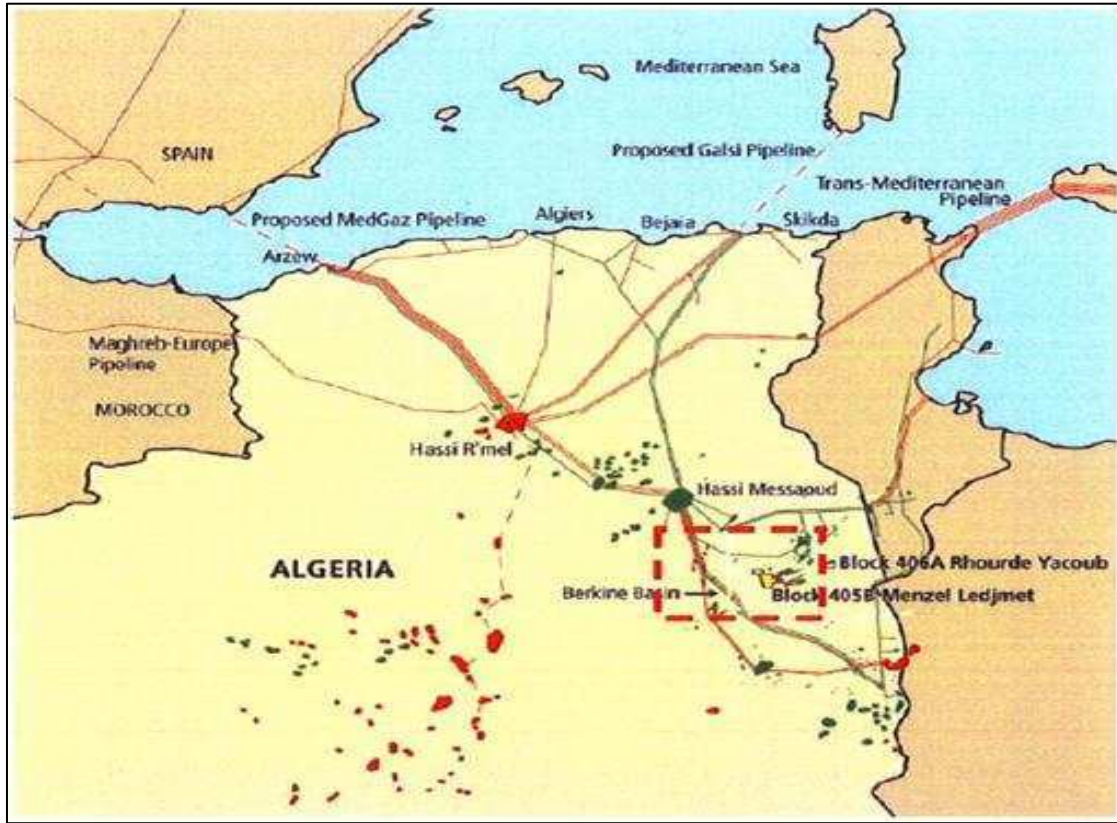 Mediterranean Sea
SPAIN
Proposed Galsi Pipeline
Trans-Mediterranean
Pipeline
Proposed MedGaz Pipeline
Algiers
Bejara
Skikda
Arzew
Maghreb-Europe
Pipeline
MOROCCO
Hassi R'mel
Hassi Messaoud
ALGERIA
Block 406A Rhourde Yacoub
Berkine Basin
Block 405B Menzel Ledjmet